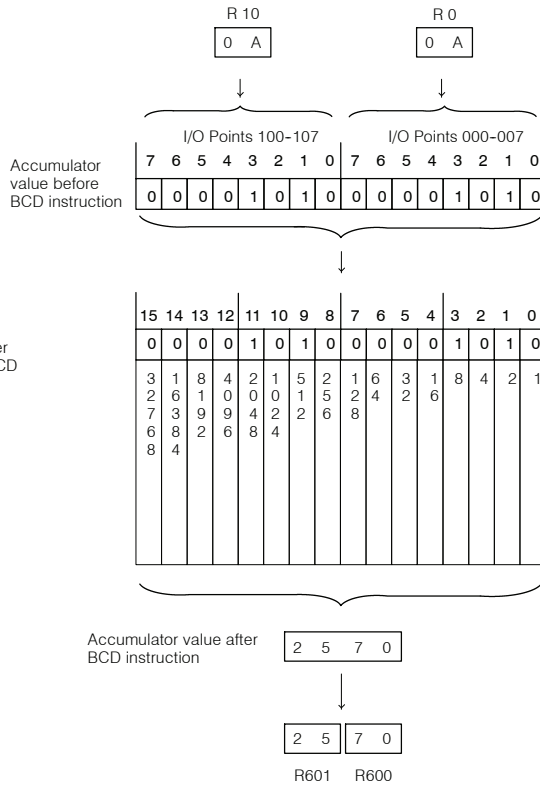 R 10 R 0
0 A 0 A
I/O Points 100-107 I/O Points 000-007
7 6 5 4 3 2 1 0 7 6 5 4 3 2 1 0
Accumulator
value before
BCD instruction
0 0 0 0 1 0 1 0 0 0 0 0 1 0 1 0
15 14 13 12 11 10 9 8 7 6 5 4 3 2 1 0
0 0 0 0 1 0 1 0 0 0 0 0 1 0 1 0
er
CD
32768 16384 8192 4096 2048 1024 512 256 128 64 32 16 8 4 2 1
Accumulator value after
BCD instruction
2 5 7 0
2 5 7 0
R601 R600